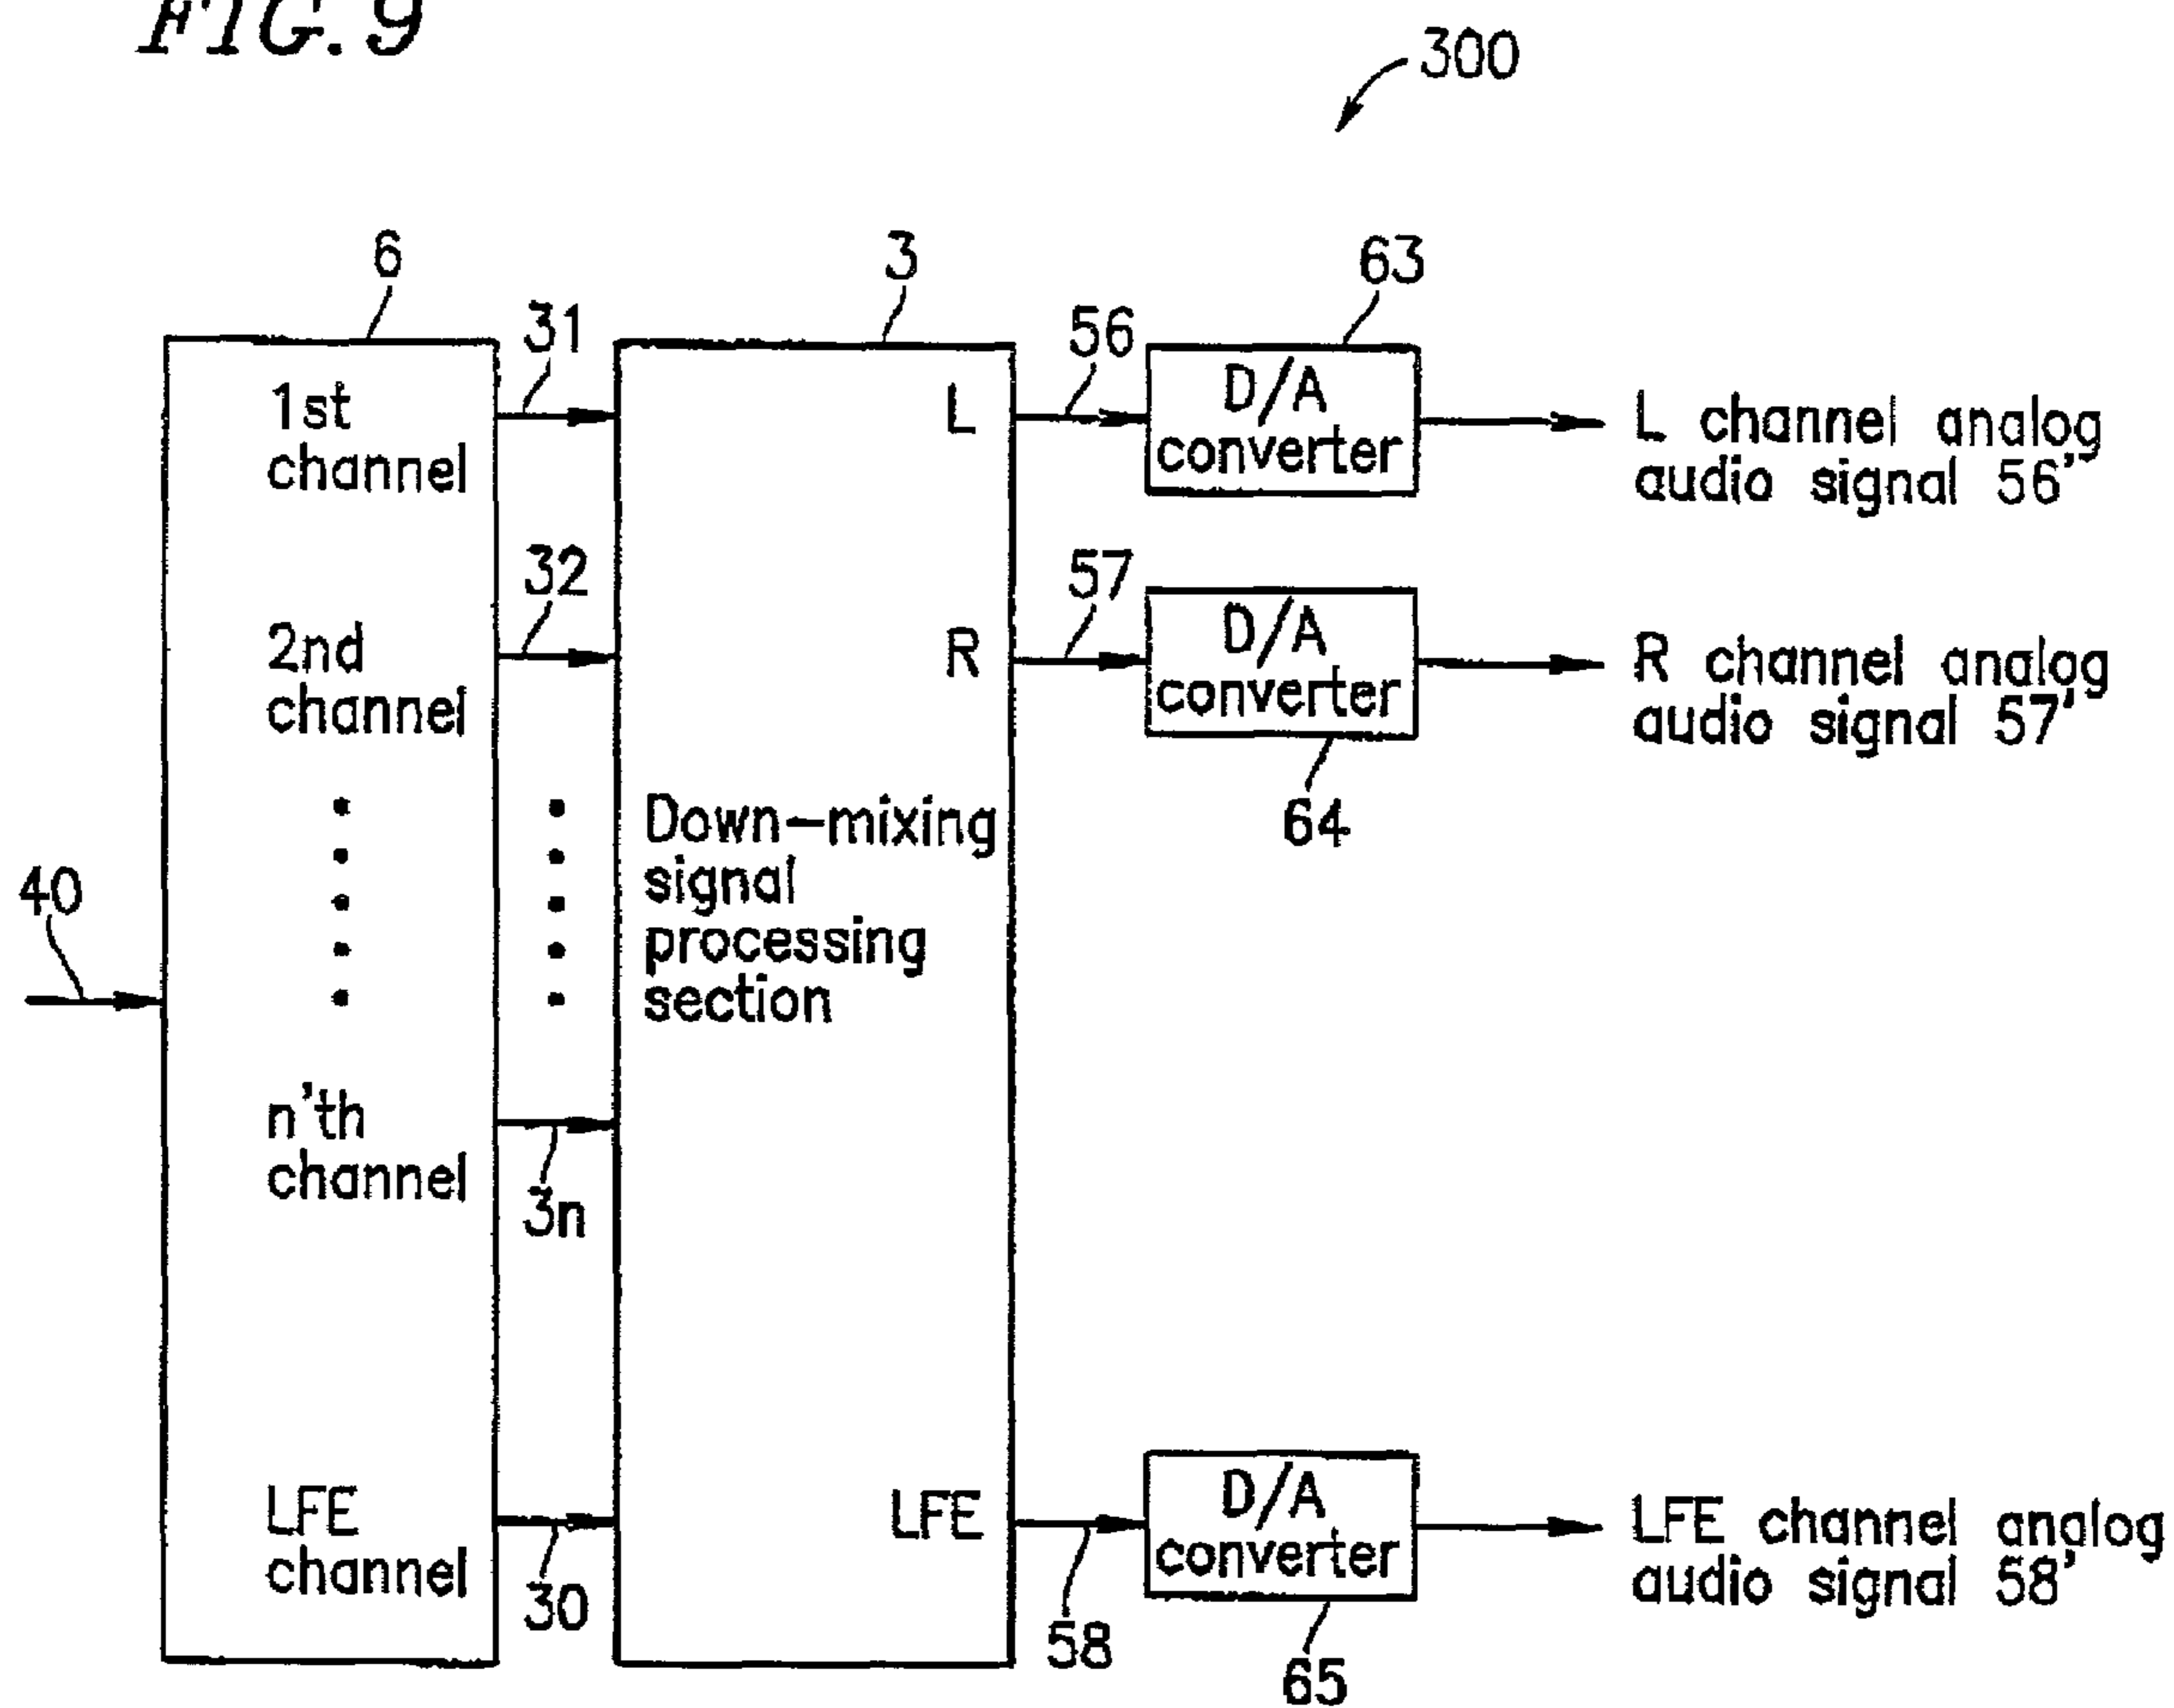 FIG. 9
300
6
3
63
31
56
1st
channel
L
D/A
converter
L channel analog
audio signal 56'
32
57
2nd
channel
R
D/A
converter
R channel analog
audio signal 57'
64
40
Down-mixing
signal
processing
section
n'th
channel
3n
LFE
channel
30
LFE
58
D/A
converter
LFE channel analog
audio signal 58'
65